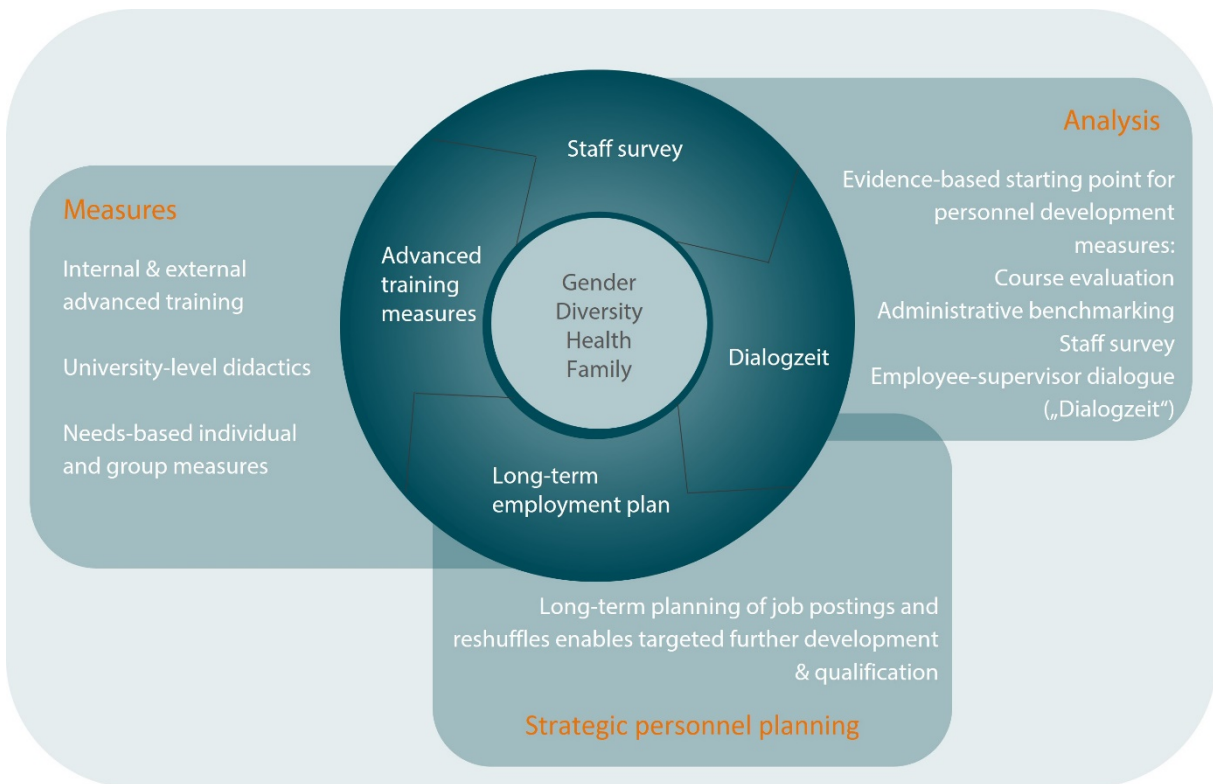 Analysis
Evidence-based starting point for
personnel development
measures:
Course evaluation
Administrative benchmarking
Staff survey
Employee-supervisor dialogue
(„Dialogzeit“)
Measures
Internal & external
advanced training
University-level didactics
Needs-based individual
and group measures
Staff survey
Advanced
training
measures
Gender
Diversity
Health
Family
Dialogzeit
Long-term
employment plan
Long-term planning of job postings and
reshuffles enables targeted further development
& qualification
Strategic personnel planning